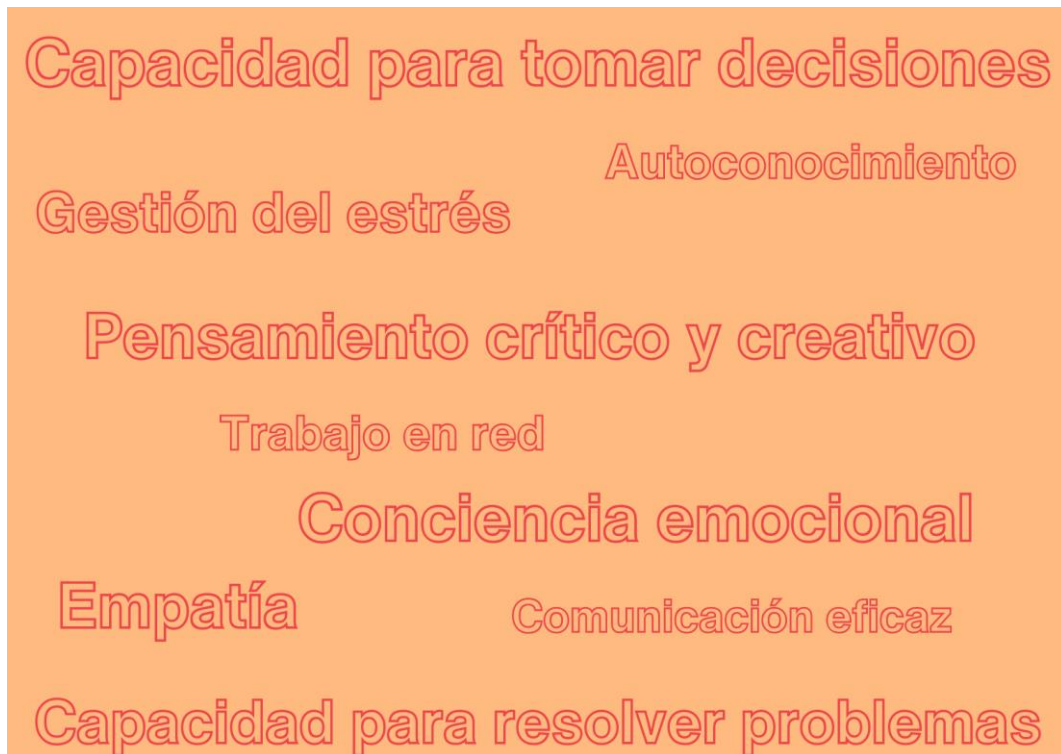 Capacidad para tomar decisiones
Autoconocimiento
Gestión del estrés
Pensamiento crítico y creativo
Trabajo en red
Conciencia emocional
Empatía
Comunicación eficaz
Capacidad para resolver problemas